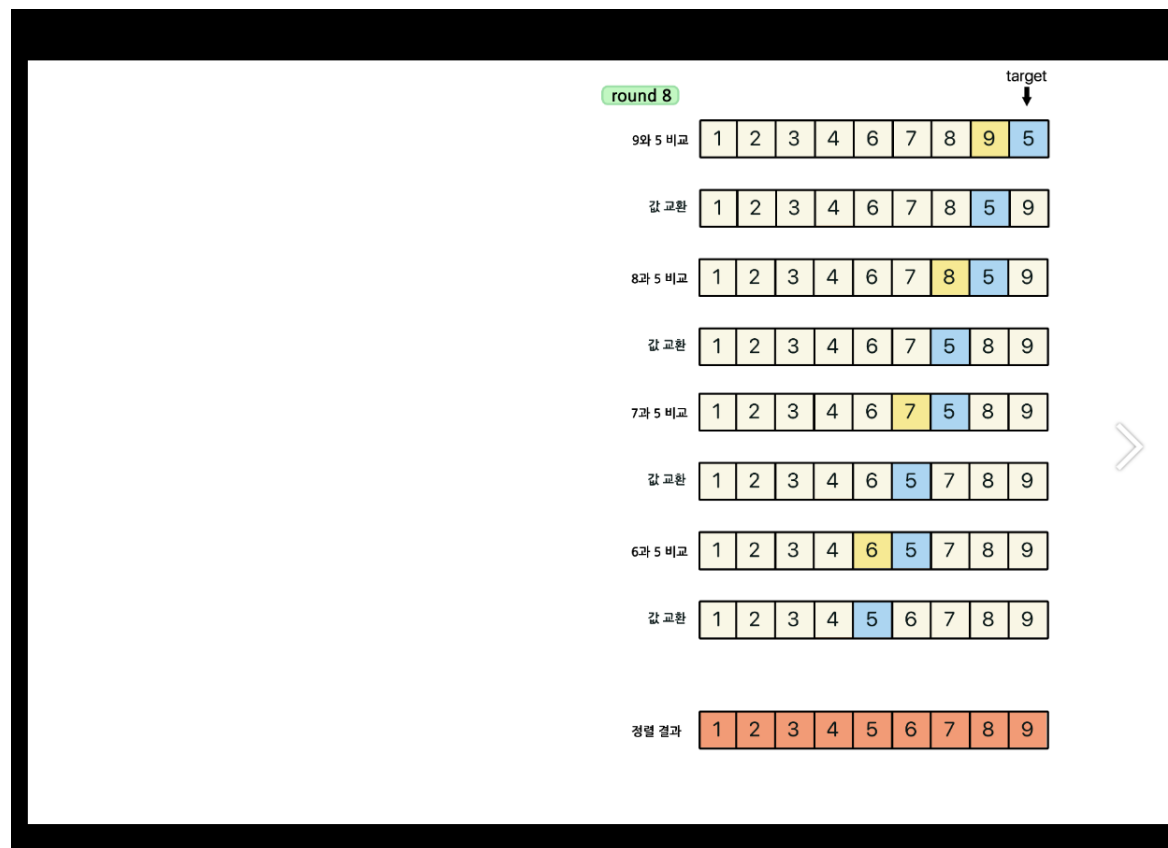 target
round 8
9와 5 비교 1 2 3 4 6 7 8 9 5
값 교환 1 2 3 4 6 7 8 5 9
8과 5 비교 1 2 3 4 6 7 8 5 9
값 교환 1 2 3 4 6 7 5 8 9
7과 5 비교 1 2 3 4 6 7 5 8 9
값 교환 1 2 3 4 6 5 7 8 9
6과 5 비교 1 2 3 4 6 5 7 8 9
값 교환 1 2 3 4 5 6 7 8 9
정렬 결과 1 2 3 4 5 6 7 8 9